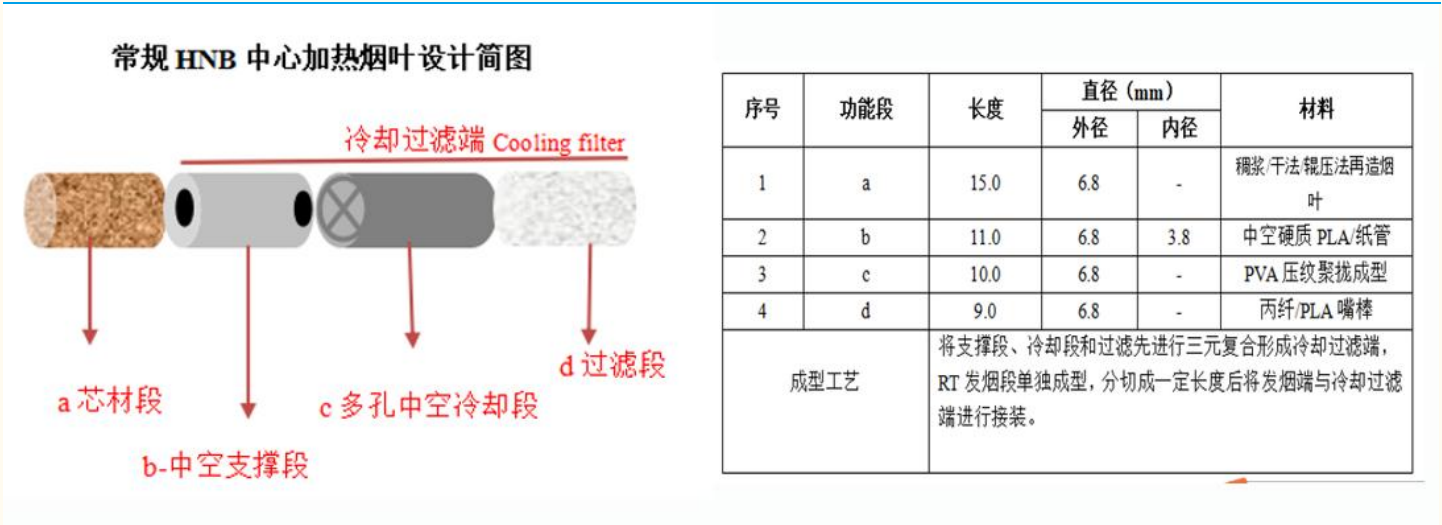 常规 HNB 中心加热烟叶设计简图
冷却过滤端 Cooling filter
a 芯材段
b-中空支撑段
c 多孔中空冷却段
d 过滤段
序号 功能段 长度 直径（mm） 材料
外径 内径
1 a 15.0 6.8 - 稠浆/干法/辊压法再造烟
叶
2 b 11.0 6.8 3.8 中空硬质 PLA/纸管
3 c 10.0 6.8 - PVA 压纹聚拢成型
4 d 9.0 6.8 - 丙纤/PLA 嘴棒
成型工艺
将支撑段、冷却段和过滤先进行三元复合形成冷却过滤端，
RT 发烟段单独成型，分切成一定长度后将发烟端与冷却过滤
端进行接装。